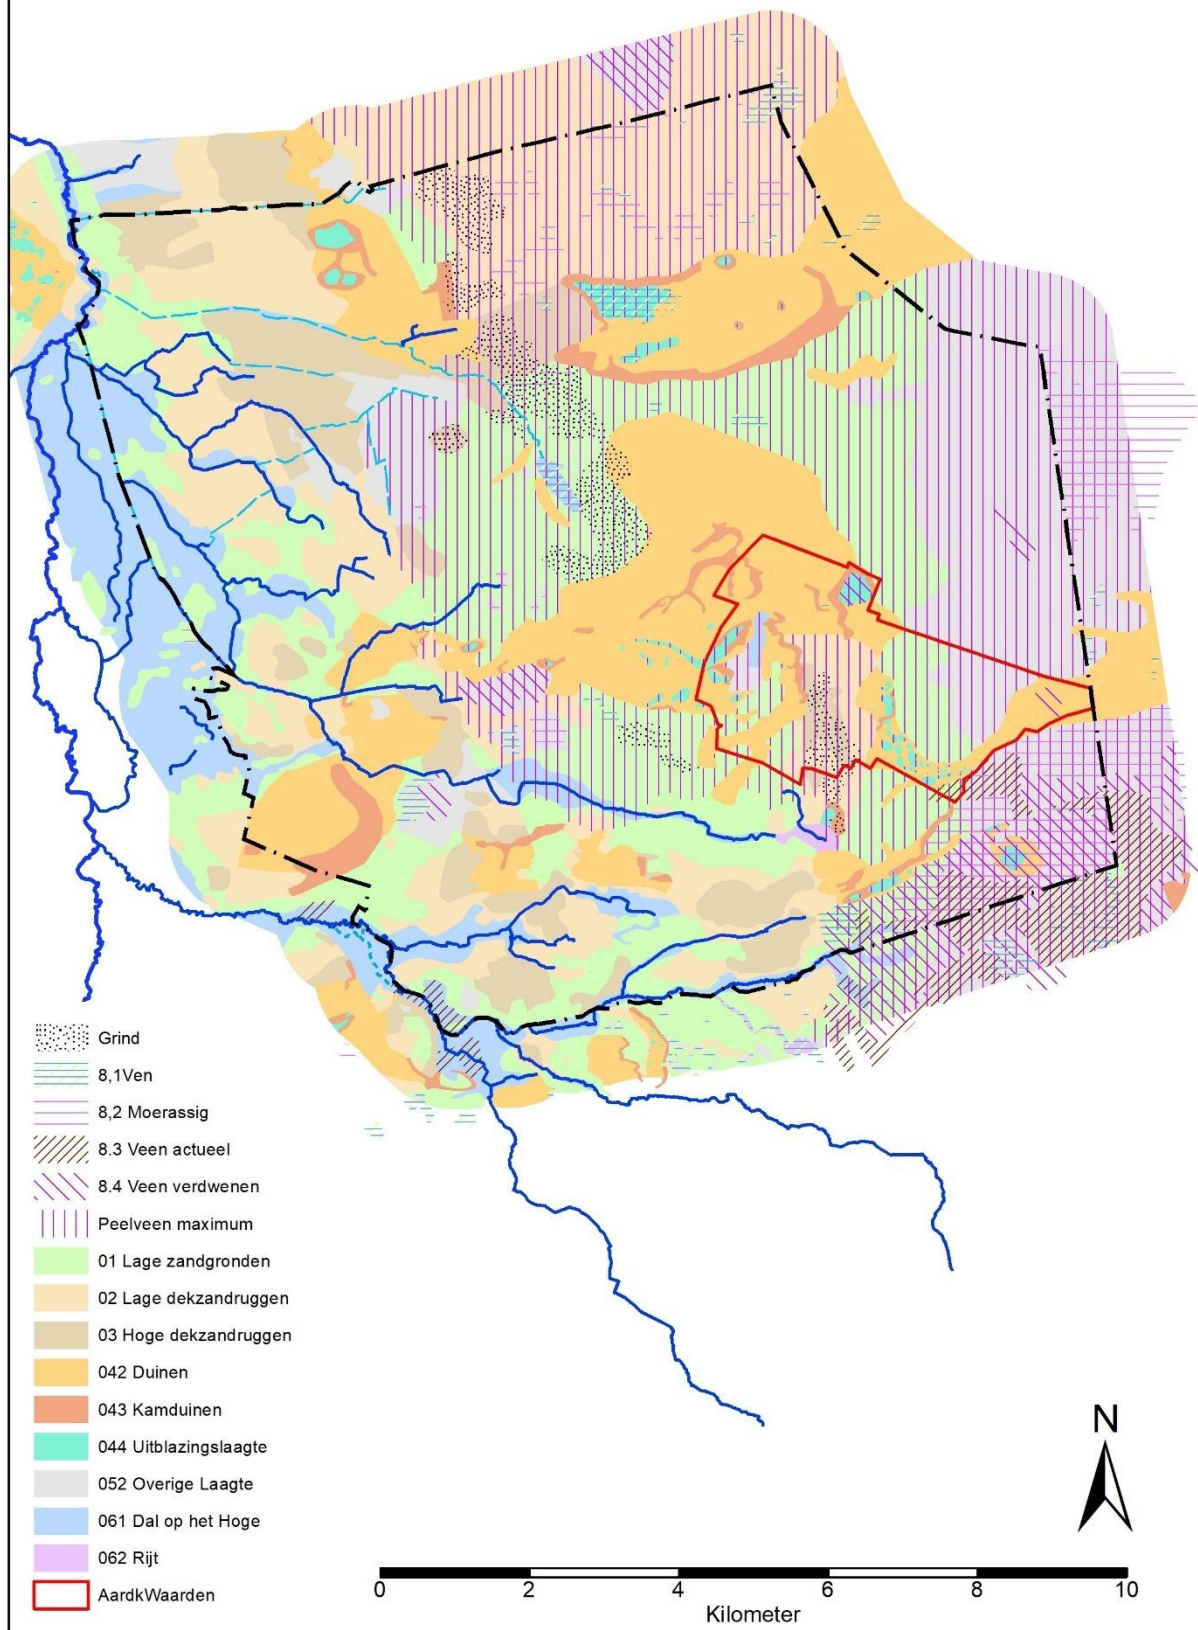 Grind
8,1Ven
8,2 Moerassig
8.3 Veen actueel
8.4 Veen verdwenen
Peelveen maximum
01 Lage zandgronden
02 Lage dekzandruggen
03 Hoge dekzandruggen
042 Duinen
043 Kamduinen
044 Uitblazingslaagte
052 Overige Laagte
061 Dal op het Hoge
062 Rijt
AardkWaarden
N
0 2 4 6 8 10
Kilometer